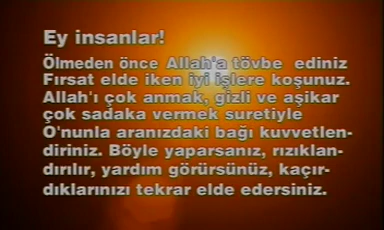 Ey insanlar!
Ölmeden önce Allah'a tövbe ediniz
Fırsat elde iken iyi işlere koşunuz.
Allah'ı çok anmak, gizli ve aşikar
çok sadaka vermek suretiyle
O'nunla aranızdaki bağı kuvvetlen-
diriniz. Böyle yaparsanız, rızıklan-
dırılır, yardım görürsünüz, kaçır-
dıklarınızı tekrar elde edersiniz.